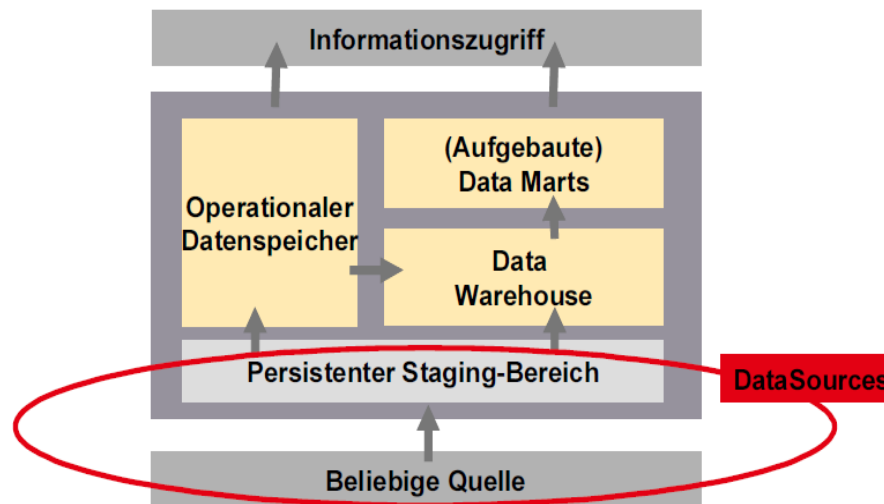 Informationszugriff
(Aufgebaute)
Data Marts
Operationaler
Datenspeicher
Data
Warehouse
Persistenter Staging-Bereich
DataSources
Beliebige Quelle